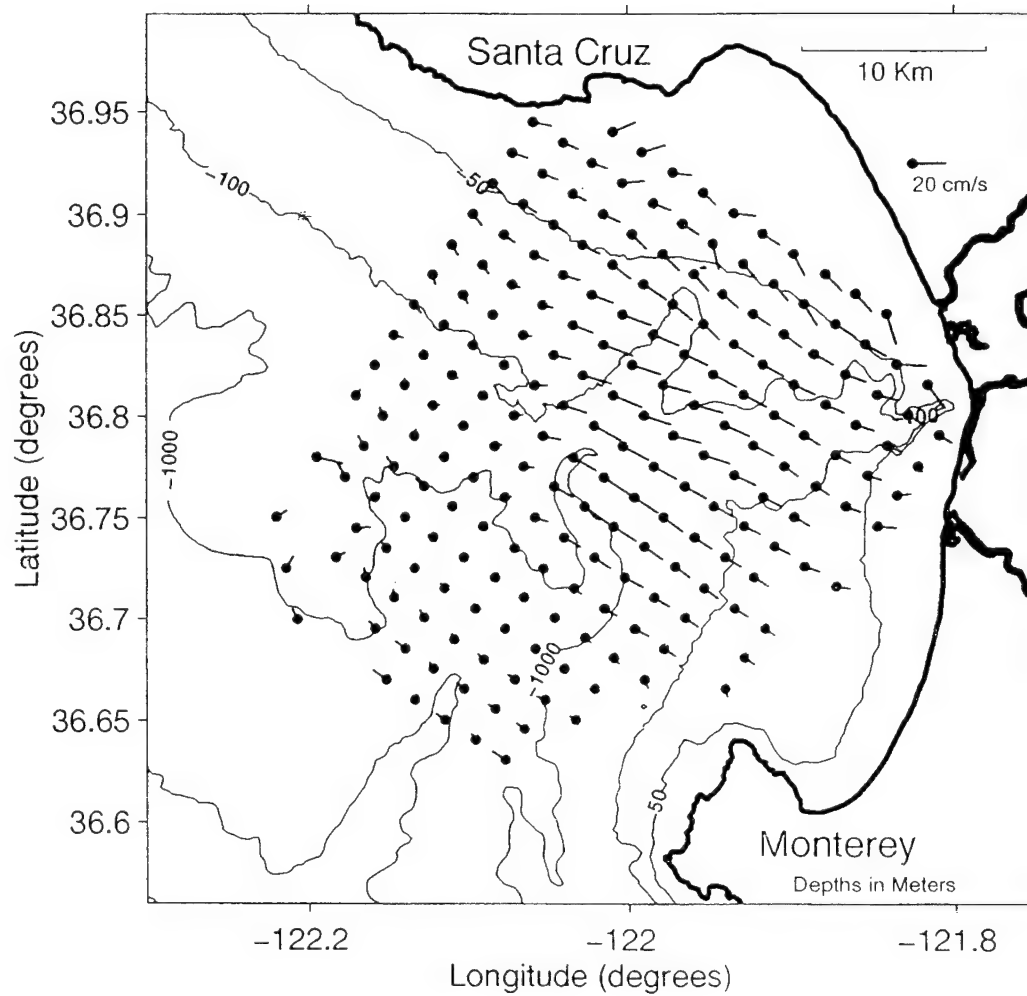 Santa Cruz
10 Km
20 cm/s
36.95
36.9
36.85
36.8
36.75
36.7
36.65
36.6
Latitude (degrees)
-50
-100
-1000
100
-1000
-50
Monterey
Depths in Meters
-122.2
-122
-121.8
Longitude (degrees)